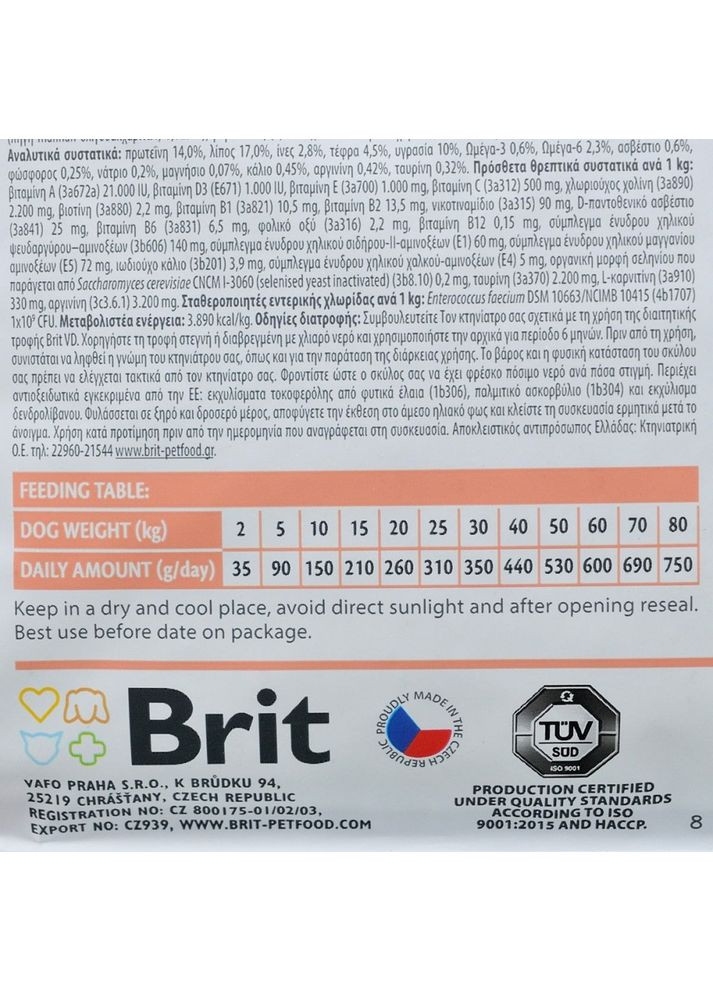 Αναλυτικά συστατικά: πρωτεΐνη 14,0%, λίπος 17,0%, ίνες 2,8%, τέφρα 4,5%, υγρασία 10%, Ωμέγα-3 0,6%, Ωμέγα-6 2,3%, ασβέστιο 0,6%,
φώσφορος 0,25%, νάτριο 0,2%, μαγνήσιο 0,07%, κάλιο 0,45%, αργινίνη 0,42%, ταυρίνη 0,32%. Πρόσθετα θρεπτικά συστατικά ανά 1 kg:
βιταμίνη A (3a672a) 21.000 IU, βιταμίνη D3 (E671) 1.000 IU, βιταμίνη E (3a700) 1.000 mg, βιταμίνη C (3a312) 500 mg, χλωριούχος χολίνη (3a890)
2.200 mg, βιοτίνη (3a880) 2,2 mg, βιταμίνη B1 (3a821) 10,5 mg, βιταμίνη B2 13,5 mg, νικοτιναμίδιο (3a315) 90 mg, D-παντοθενικό ασβέστιο
(3a841) 25 mg, βιταμίνη B6 (3a831) 6,5 mg, φολικό οξύ (3a316) 2,2 mg, βιταμίνη B12 0,15 mg, σύμπλεγμα ένυδρου χηλικού
ψευδαργύρου–αμινοξέων (3b606) 140 mg, σύμπλεγμα ένυδρου χηλικού σιδήρου-II-αμινοξέων (E1) 60 mg, σύμπλεγμα ένυδρου χηλικού μαγγανίου
αμινοξέων (E5) 72 mg, ιωδιούχο κάλιο (3b201) 3,9 mg, σύμπλεγμα ένυδρου χηλικού χαλκού-αμινοξέων (E4) 5 mg, οργανική μορφή σεληνίου που
παράγεται από Saccharomyces cerevisiae CNCM I-3060 (selenised yeast inactivated) (3b8.10) 0,2 mg, ταυρίνη (3a370) 2.200 mg, L-καρνιτίνη (3a910)
330 mg, αργινίνη (3c3.6.1) 3.200 mg. Σταθεροποιητές εντερικής χλωρίδας ανά 1 kg: Enterococcus faecium DSM 10663/NCIMB 10415 (4b1707)
1x10⁹ CFU. Μεταβολιστέα ενέργεια: 3.890 kcal/kg. Οδηγίες διατροφής: Συμβουλευτείτε Τον κτηνίατρο σας σχετικά με τη χρήση της διαιτητικής
τροφής Brit VD. Χορηγήστε τη τροφή στεγνή ή διαβρεγμένη με χλιαρό νερό και χρησιμοποιήστε την αρχικά για περίοδο 6 μηνών. Πριν από τη χρήση,
συνιστάται να ληφθεί η γνώμη του κτηνιάτρου σας, όπως και για την παράταση της διάρκειας χρήσης. Το βάρος και η φυσική κατάσταση του σκύλου
σας πρέπει να ελέγχεται τακτικά από τον κτηνίατρο σας. Φροντίστε ώστε ο σκύλος σας να έχει φρέσκο πόσιμο νερό ανά πάσα στιγμή. Περιέχει
αντιοξειδωτικά εγκεκριμένα από την ΕΕ: εκχυλίσματα τοκοφερόλης από φυτικά έλαια (1b306), παλμιτικό ασκορβύλιο (1b304) και εκχύλισμα
δενδρολίβανου. Φυλάσσεται σε ξηρό και δροσερό μέρος, αποφύγετε την έκθεση στο άμεσο ηλιακό φως και κλείστε τη συσκευασία ερμητικά μετά το
άνοιγμα. Χρήση κατά προτίμηση πριν από την ημερομηνία που αναγράφεται στη συσκευασία. Αποκλειστικός αντιπρόσωπος Ελλάδας: Κτηνιατρική
Ο.Ε. τηλ: 22960-21544 www.brit-petfood.gr.
FEEDING TABLE:
DOG WEIGHT (kg) 2 5 10 15 20 25 30 40 50 60 70 80
DAILY AMOUNT (g/day) 35 90 150 210 260 310 350 440 530 600 690 750
Keep in a dry and cool place, avoid direct sunlight and after opening reseal.
Best use before date on package.
Brit
PROUDLY MADE IN THE CZECH REPUBLIC
TÜV
SÜD
ISO 9001
VAFO PRAHA S.R.O., K BRŮDKU 94,
25219 CHRÁŠŤANY, CZECH REPUBLIC
REGISTRATION NO: CZ 800175-01/02/03,
EXPORT NO: CZ939, WWW.BRIT-PETFOOD.COM
PRODUCTION CERTIFIED
UNDER QUALITY STANDARDS
ACCORDING TO ISO
9001:2015 AND HACCP.
8